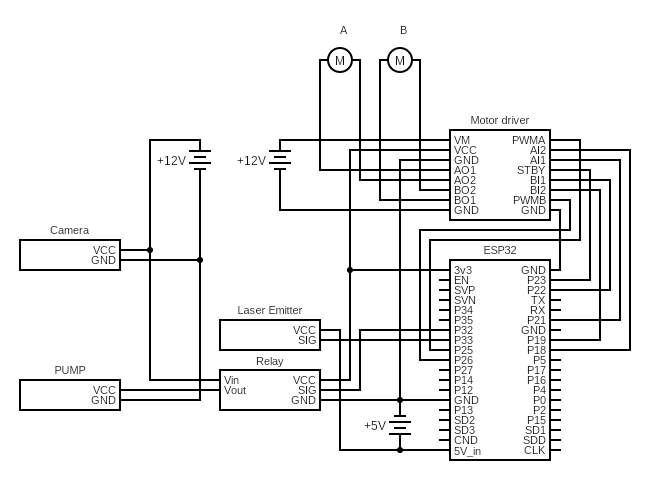 A B
M M
Motor driver
VM PWMA
VCC AI2
GND AI1
AO1 STBY
AO2 BI1
BO2 BI2
BO1 PWMB
GND GND
+12V +12V
Camera
VCC
GND
ESP32
3v3 GND
EN P23
SVP P22
SVN TX
P34 RX
P35 P21
P32 GND
P33 P19
P25 P18
P26 P5
P27 P17
P14 P16
P12 P4
GND P0
P13 P2
SD2 P15
SD3 SD1
CND SDD
5V_in CLK
Laser Emitter
VCC
SIG
Relay
Vin VCC
Vout SIG
GND
PUMP
VCC
GND
+5V